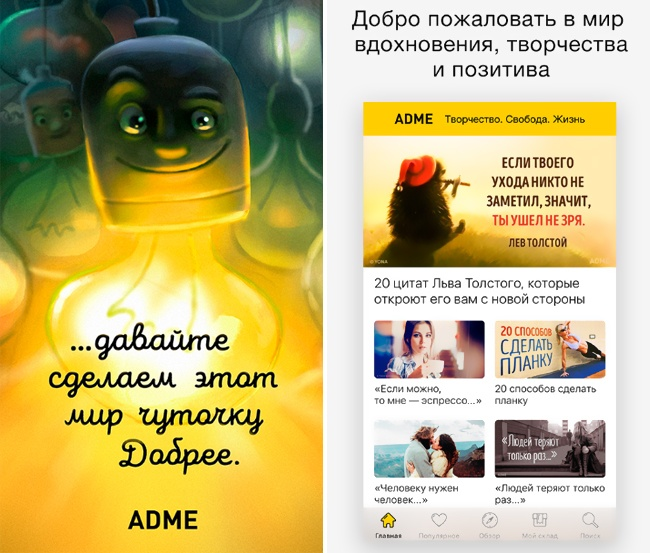 ...давайте
сделаем этот
мир чуточку
Добрее.
ADME
Добро пожаловать в мир
вдохновения, творчества
и позитива
ADME Творчество. Свобода. Жизнь
ЕСЛИ ТВОЕГО
УХОДА НИКТО НЕ
ЗАМЕТИЛ, ЗНАЧИТ,
ТЫ УШЕЛ НЕ ЗРЯ.
ЛЕВ ТОЛСТОЙ
© YONA
ADME
20 цитат Льва Толстого, которые
откроют его вам с новой стороны
20 СПОСОБОВ
СДЕЛАТЬ
ПЛАНКУ
«Если можно,
то мне — эспрессо...»
20 способов сделать
планку
«Людей теряют
только раз...»
«Человеку нужен
человек...»
«Людей теряют только
раз...»
Главная
Популярное
Обзор
Мой склад
Поиск